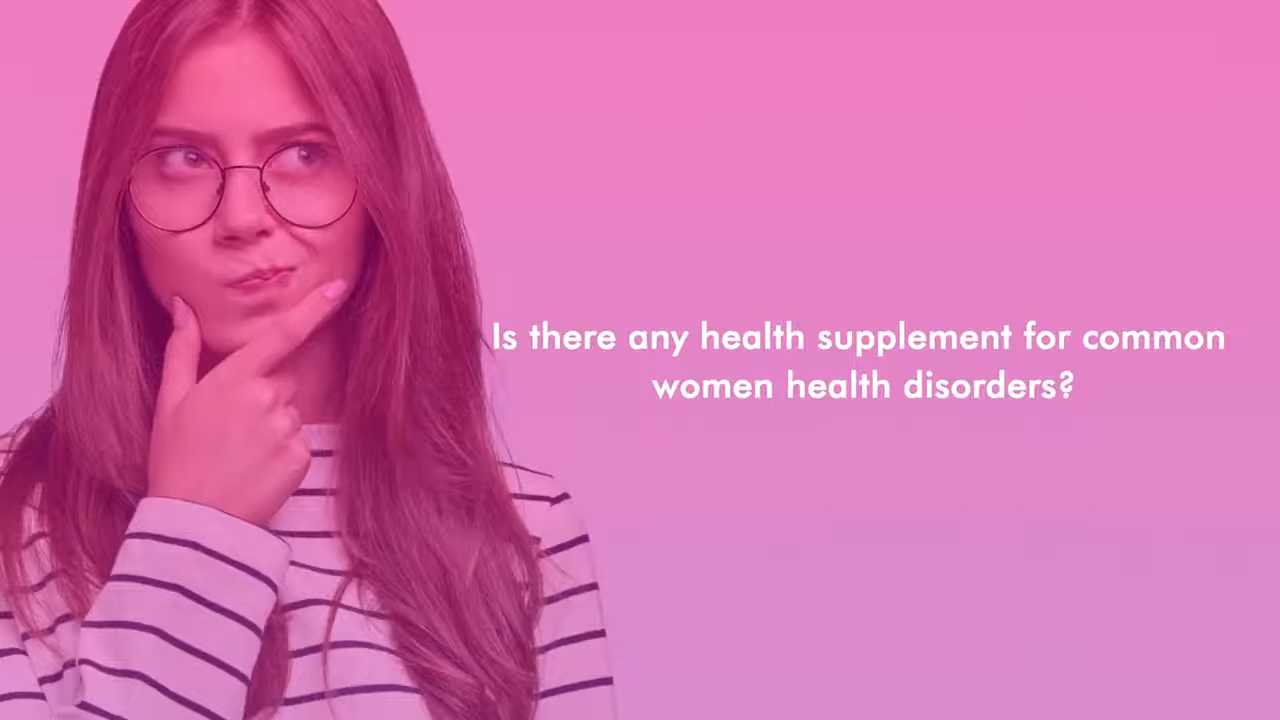 Is there any health supplement for common
women health disorders?